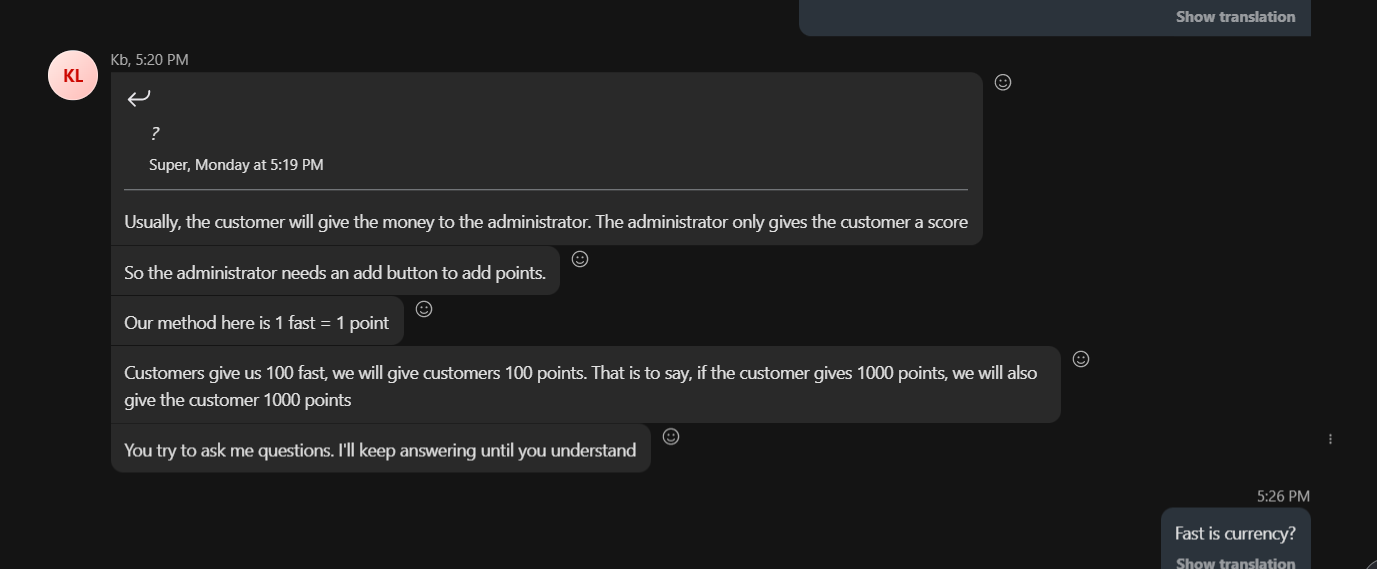 Show translation
Kb, 5:20 PM
KL
?
Super, Monday at 5:19 PM
Usually, the customer will give the money to the administrator. The administrator only gives the customer a score
So the administrator needs an add button to add points.
Our method here is 1 fast = 1 point
Customers give us 100 fast, we will give customers 100 points. That is to say, if the customer gives 1000 points, we will also
give the customer 1000 points
You try to ask me questions. I'll keep answering until you understand
5:26 PM
Fast is currency?
Show translation